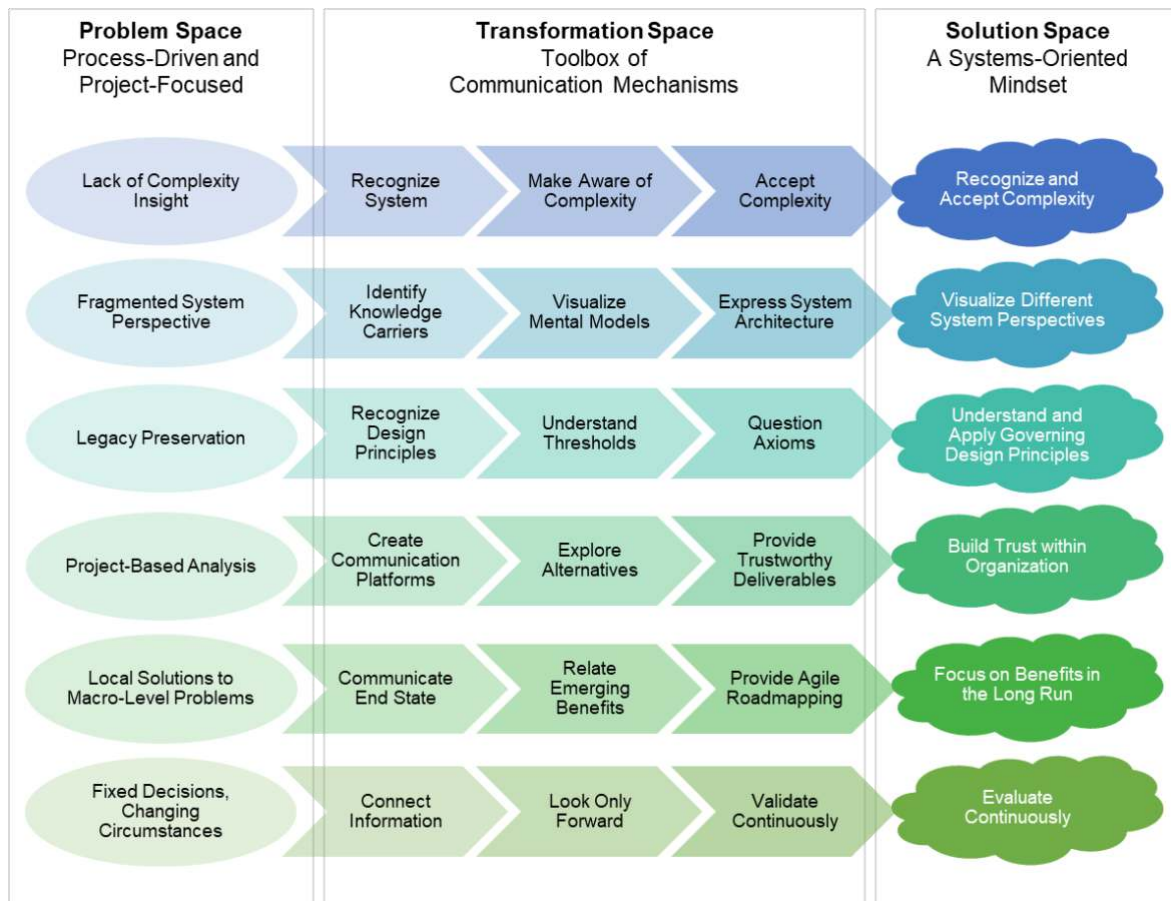 Problem Space
Process-Driven and
Project-Focused
Transformation Space
Toolbox of
Communication Mechanisms
Solution Space
A Systems-Oriented
Mindset
Lack of Complexity
Insight
Recognize
System
Make Aware of
Complexity
Accept
Complexity
Recognize and
Accept Complexity
Fragmented System
Perspective
Identify
Knowledge
Carriers
Visualize
Mental Models
Express System
Architecture
Visualize Different
System Perspectives
Legacy Preservation
Recognize
Design
Principles
Understand
Thresholds
Question
Axioms
Understand and
Apply Governing
Design Principles
Project-Based Analysis
Create
Communication
Platforms
Explore
Alternatives
Provide
Trustworthy
Deliverables
Build Trust within
Organization
Local Solutions to
Macro-Level Problems
Communicate
End State
Relate
Emerging
Benefits
Provide Agile
Roadmapping
Focus on Benefits in
the Long Run
Fixed Decisions,
Changing
Circumstances
Connect
Information
Look Only
Forward
Validate
Continuously
Evaluate
Continuously